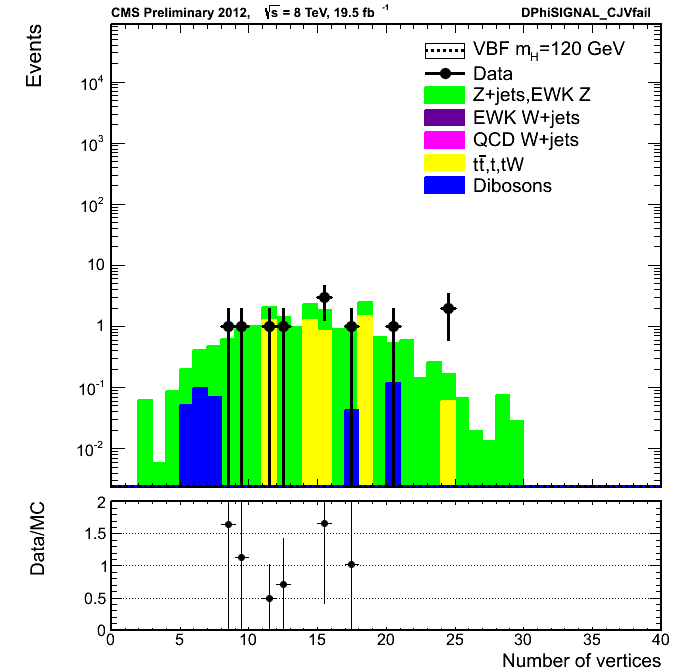 CMS Preliminary 2012, √s = 8 TeV, 19.5 fb⁻¹ DPhiSIGNAL_CJVfail
Events
VBF m_H=120 GeV
Data
Z+jets,EWK Z
EWK W+jets
QCD W+jets
tt̄,t,tW
Dibosons
10⁴
10³
10²
10
1
10⁻¹
10⁻²
Data/MC
2
1.5
1
0.5
0
0 5 10 15 20 25 30 35 40
Number of vertices